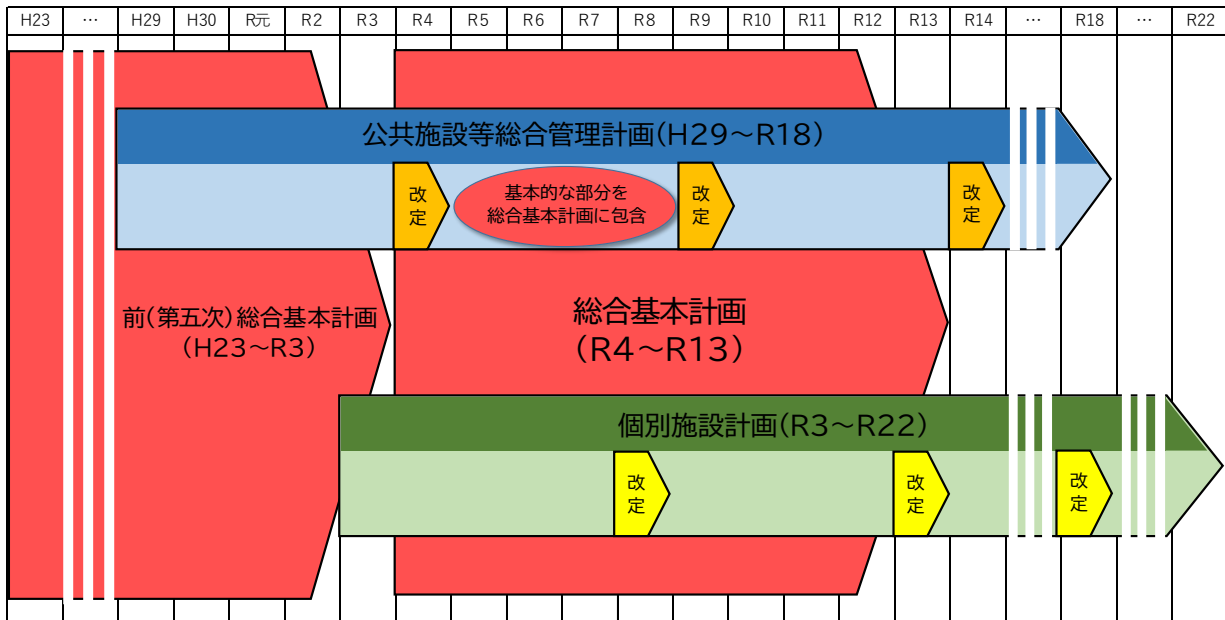 H23 … H29 H30 R元 R2 R3 R4 R5 R6 R7 R8 R9 R10 R11 R12 R13 R14 … R18 … R22
公共施設等総合管理計画(H29～R18)
改
定
基本的な部分を
総合基本計画に包含
改
定
改
定
前(第五次)総合基本計画
(H23～R3)
総合基本計画
(R4～R13)
個別施設計画(R3～R22)
改
定
改
定
改
定